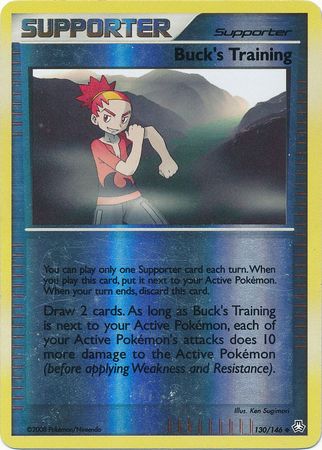 SUPPORTER Supporter
Buck's Training
You can play only one Supporter card each turn. When
you play this card, put it next to your Active Pokémon.
When your turn ends, discard this card.
Draw 2 cards. As long as Buck's Training
is next to your Active Pokémon, each of
your Active Pokémon's attacks does 10
more damage to the Active Pokémon
(before applying Weakness and Resistance).
Illus. Ken Sugimori
©2008 Pokémon/Nintendo 130/146